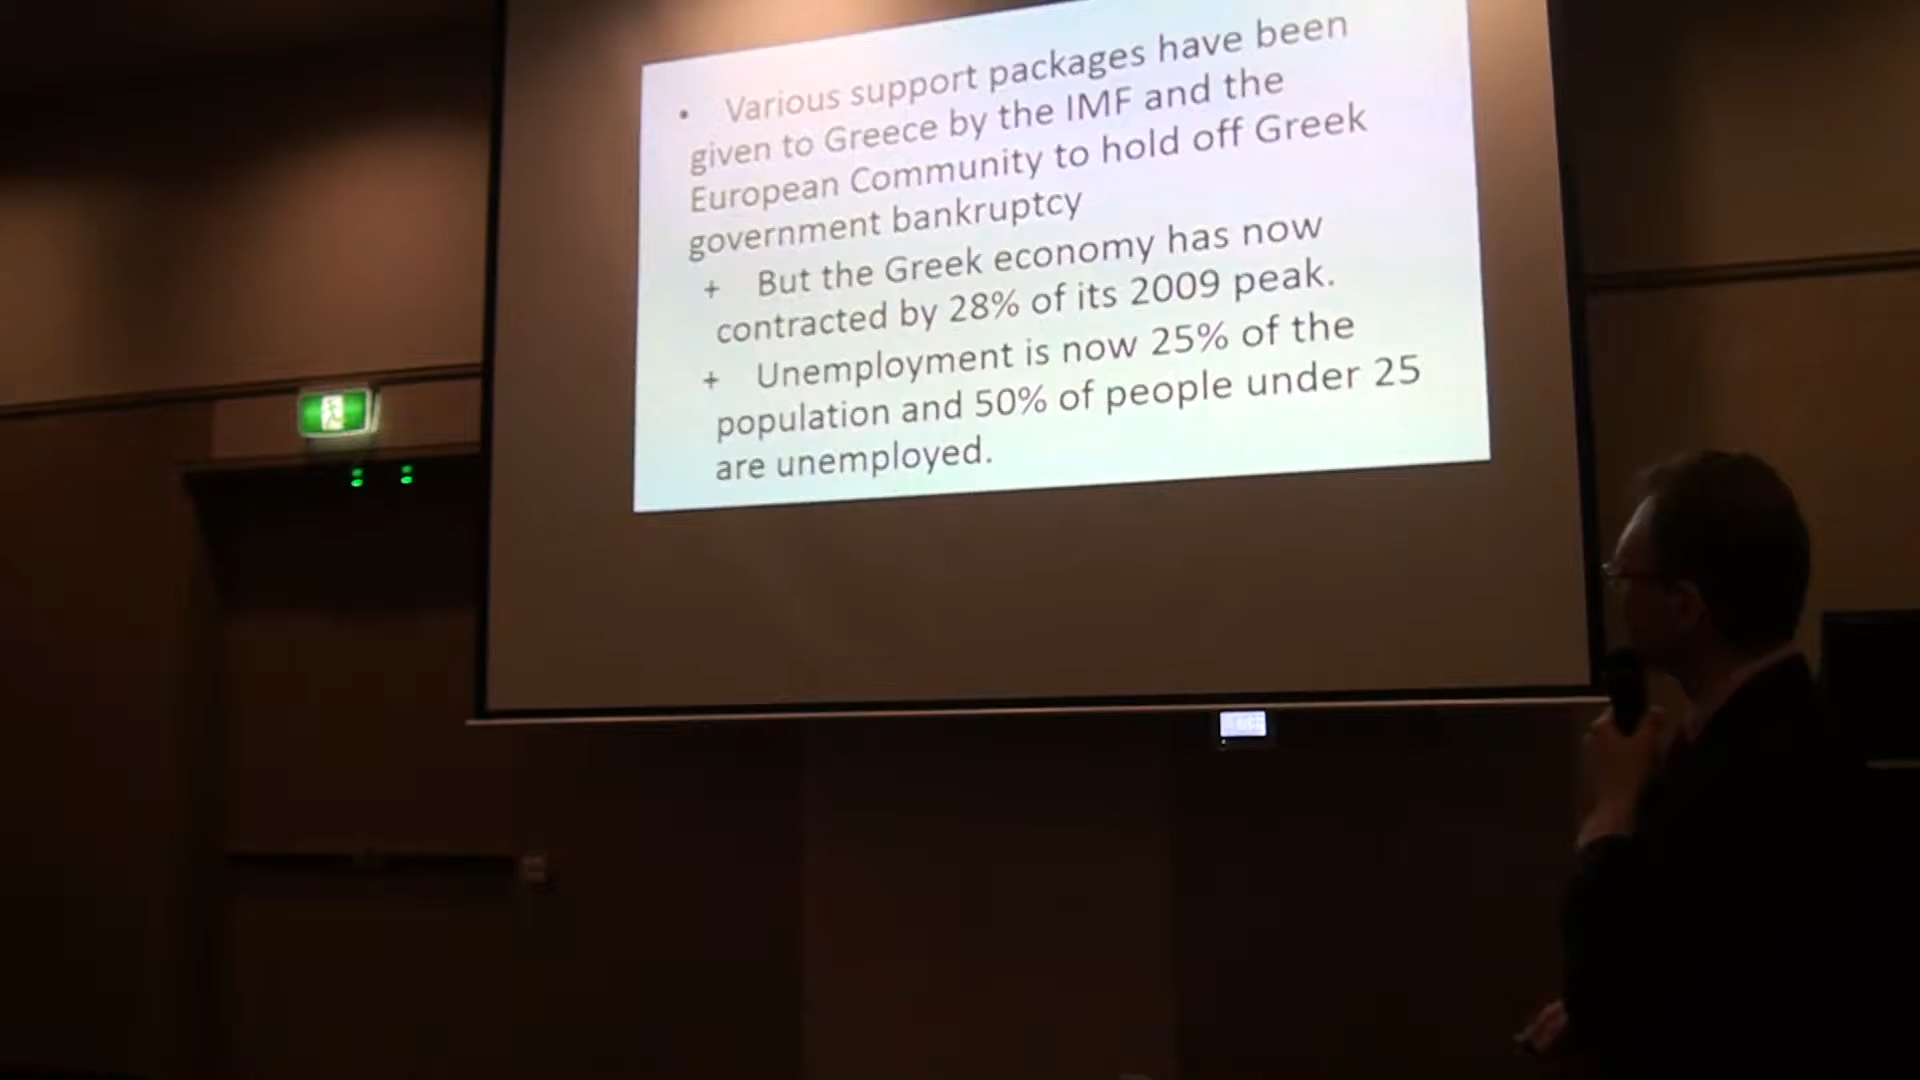 • Various support packages have been
given to Greece by the IMF and the
European Community to hold off Greek
government bankruptcy
+ But the Greek economy has now
contracted by 28% of its 2009 peak.
+ Unemployment is now 25% of the
population and 50% of people under 25
are unemployed.